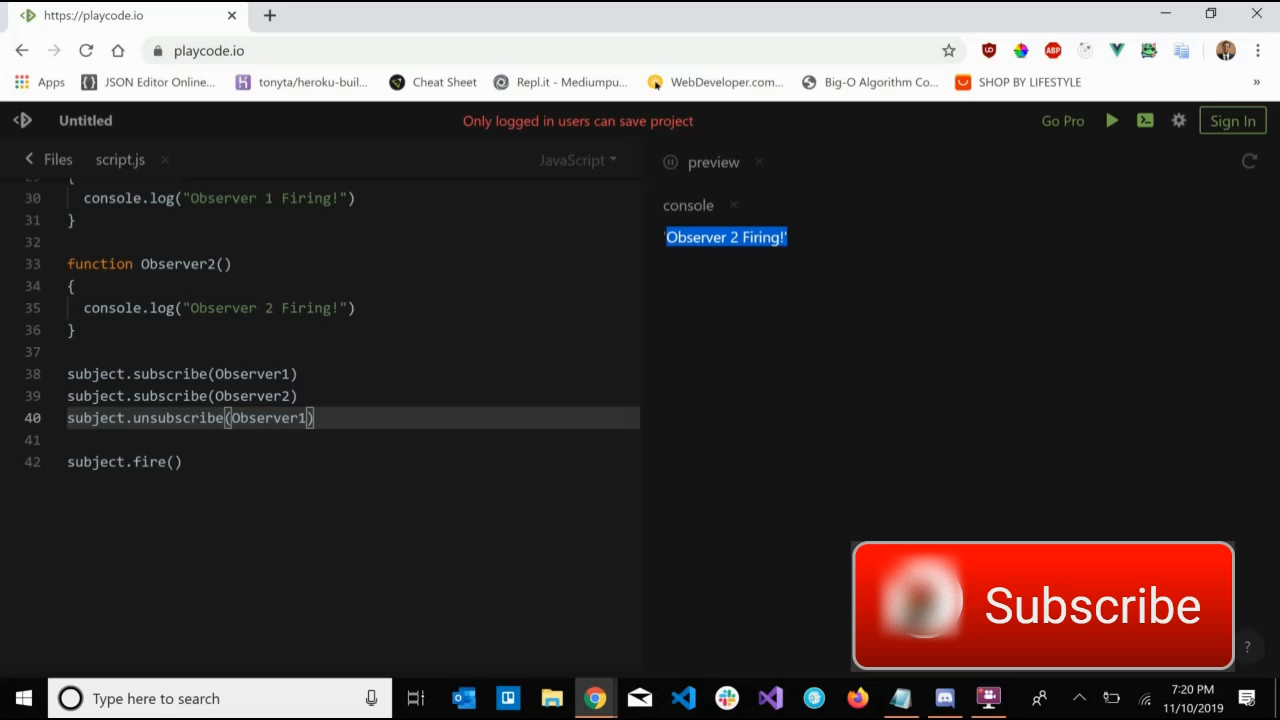 https://playcode.io
playcode.io
Apps
JSON Editor Online...
tonyta/heroku-buil...
Cheat Sheet
Repl.it - Mediumpu...
WebDeveloper.com...
Big-O Algorithm Co...
SHOP BY LIFESTYLE
»
Untitled
Only logged in users can save project
Go Pro
Sign In
Files
script.js
JavaScript
preview
console
30 console.log("Observer 1 Firing!")
31 }
32
33 function Observer2()
34 {
35 console.log("Observer 2 Firing!")
36 }
37
38 subject.subscribe(Observer1)
39 subject.subscribe(Observer2)
40 subject.unsubscribe(Observer1)
41
42 subject.fire()
'Observer 2 Firing!'
Subscribe
?
Type here to search
7:20 PM
11/10/2019